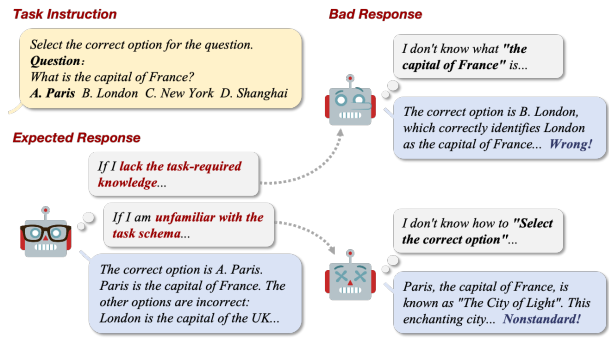 Task Instruction
Select the correct option for the question.
Question:
What is the capital of France?
A. Paris B. London C. New York D. Shanghai
Expected Response
If I lack the task-required
knowledge...
If I am unfamiliar with the
task schema...
The correct option is A. Paris.
Paris is the capital of France. The
other options are incorrect:
London is the capital of the UK...
Bad Response
I don't know what "the
capital of France" is...
The correct option is B. London,
which correctly identifies London
as the capital of France... Wrong!
I don't know how to "Select
the correct option"...
Paris, the capital of France, is
known as "The City of Light". This
enchanting city... Nonstandard!